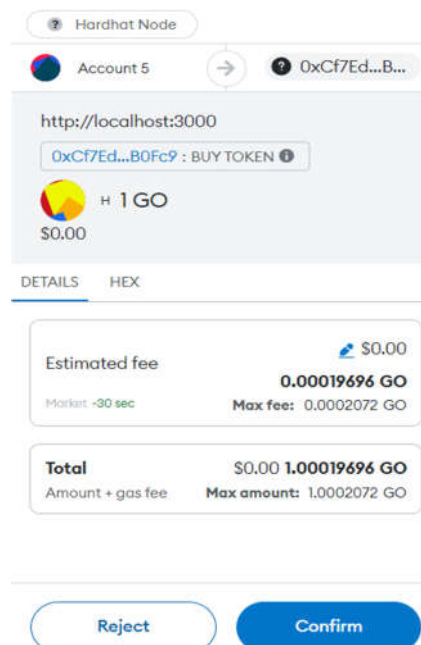 ? Hardhat Node
Account 5
? 0xCf7Ed...B...
http://localhost:3000
0xCf7Ed...B0Fc9 : BUY TOKEN
H 1 GO
$0.00
DETAILS HEX
Estimated fee
$0.00
0.00019696 GO
Market ~30 sec
Max fee: 0.0002072 GO
Total $0.00 1.00019696 GO
Amount + gas fee Max amount: 1.0002072 GO
Reject Confirm